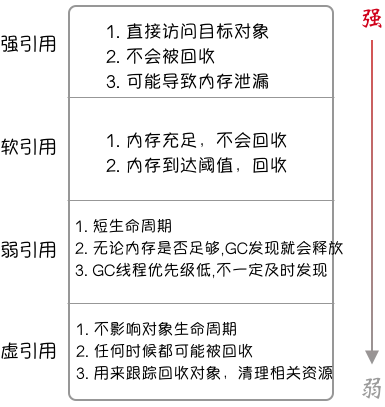 强
强引用
1. 直接访问目标对象
2. 不会被回收
3. 可能导致内存泄漏
软引用
1. 内存充足，不会回收
2. 内存到达阈值，回收
弱引用
1. 短生命周期
2. 无论内存是否足够,GC发现就会释放
3. GC线程优先级低,不一定及时发现
虚引用
1. 不影响对象生命周期
2. 任何时候都可能被回收
3. 用来跟踪回收对象，清理相关资源
弱